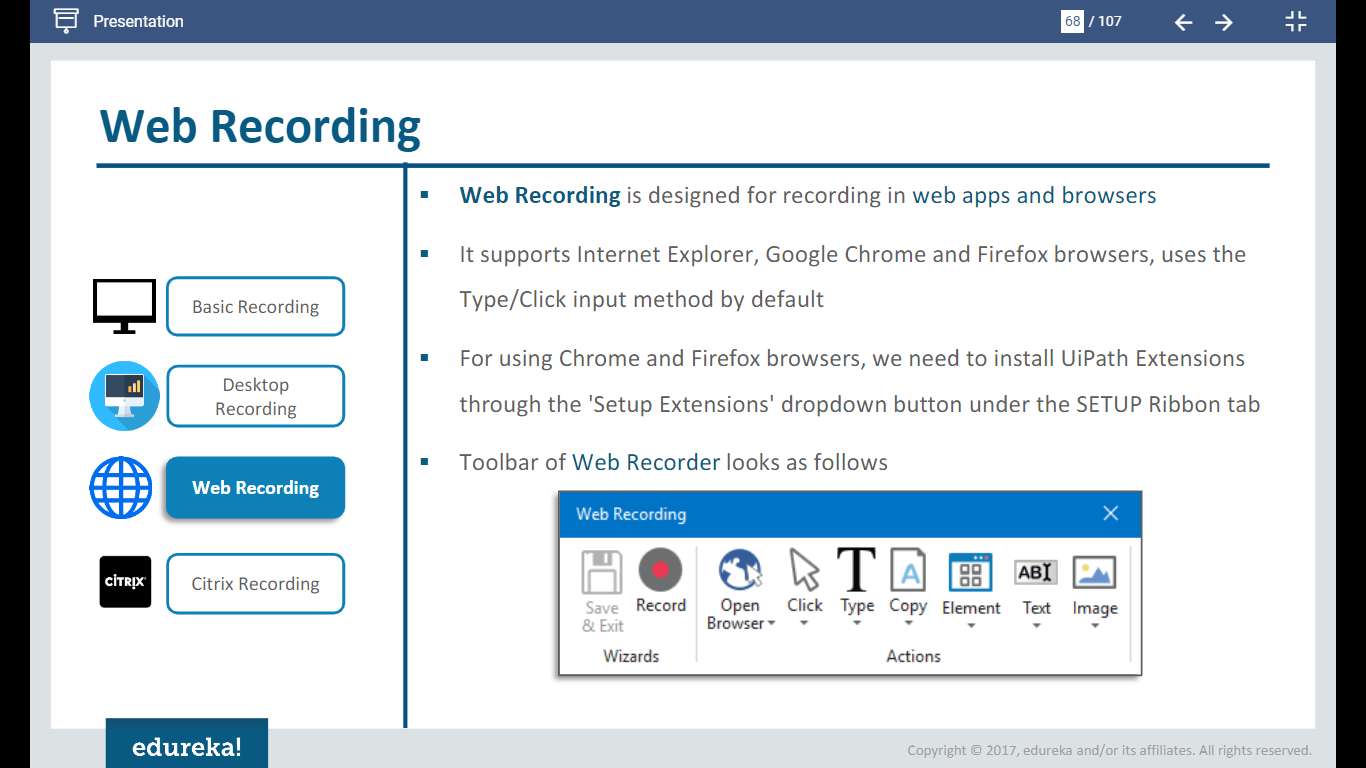 Presentation
68 / 107
Web Recording
Web Recording is designed for recording in web apps and browsers
It supports Internet Explorer, Google Chrome and Firefox browsers, uses the
Type/Click input method by default
For using Chrome and Firefox browsers, we need to install UiPath Extensions
through the 'Setup Extensions' dropdown button under the SETUP Ribbon tab
Toolbar of Web Recorder looks as follows
Basic Recording
Desktop
Recording
Web Recording
CİTRIX
Citrix Recording
Web Recording
Save
& Exit
Record
Wizards
Open
Browser
Click
Type
A
Copy
Element
ABI
Text
Image
Actions
edureka!
Copyright © 2017, edureka and/or its affiliates. All rights reserved.